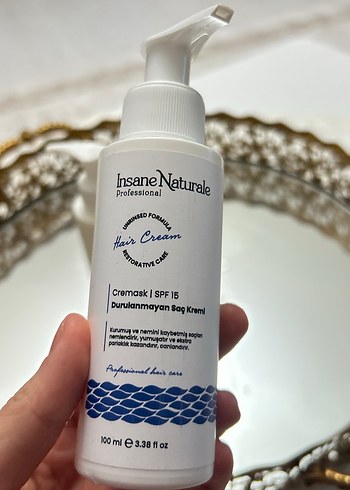 Insane Naturale
Professional
UNRINSED FORMULA
Hair Cream
RESTORATIVE CARE
Cremask | SPF 15
Durulanmayan Saç Kremi
Kurumuş ve nemini kaybetmiş saçları
nemlendirir, yumuşatır ve ekstra
parlaklık kazandırır, canlandırır.
Professional hair care
100 ml ℮ 3.38 fl oz